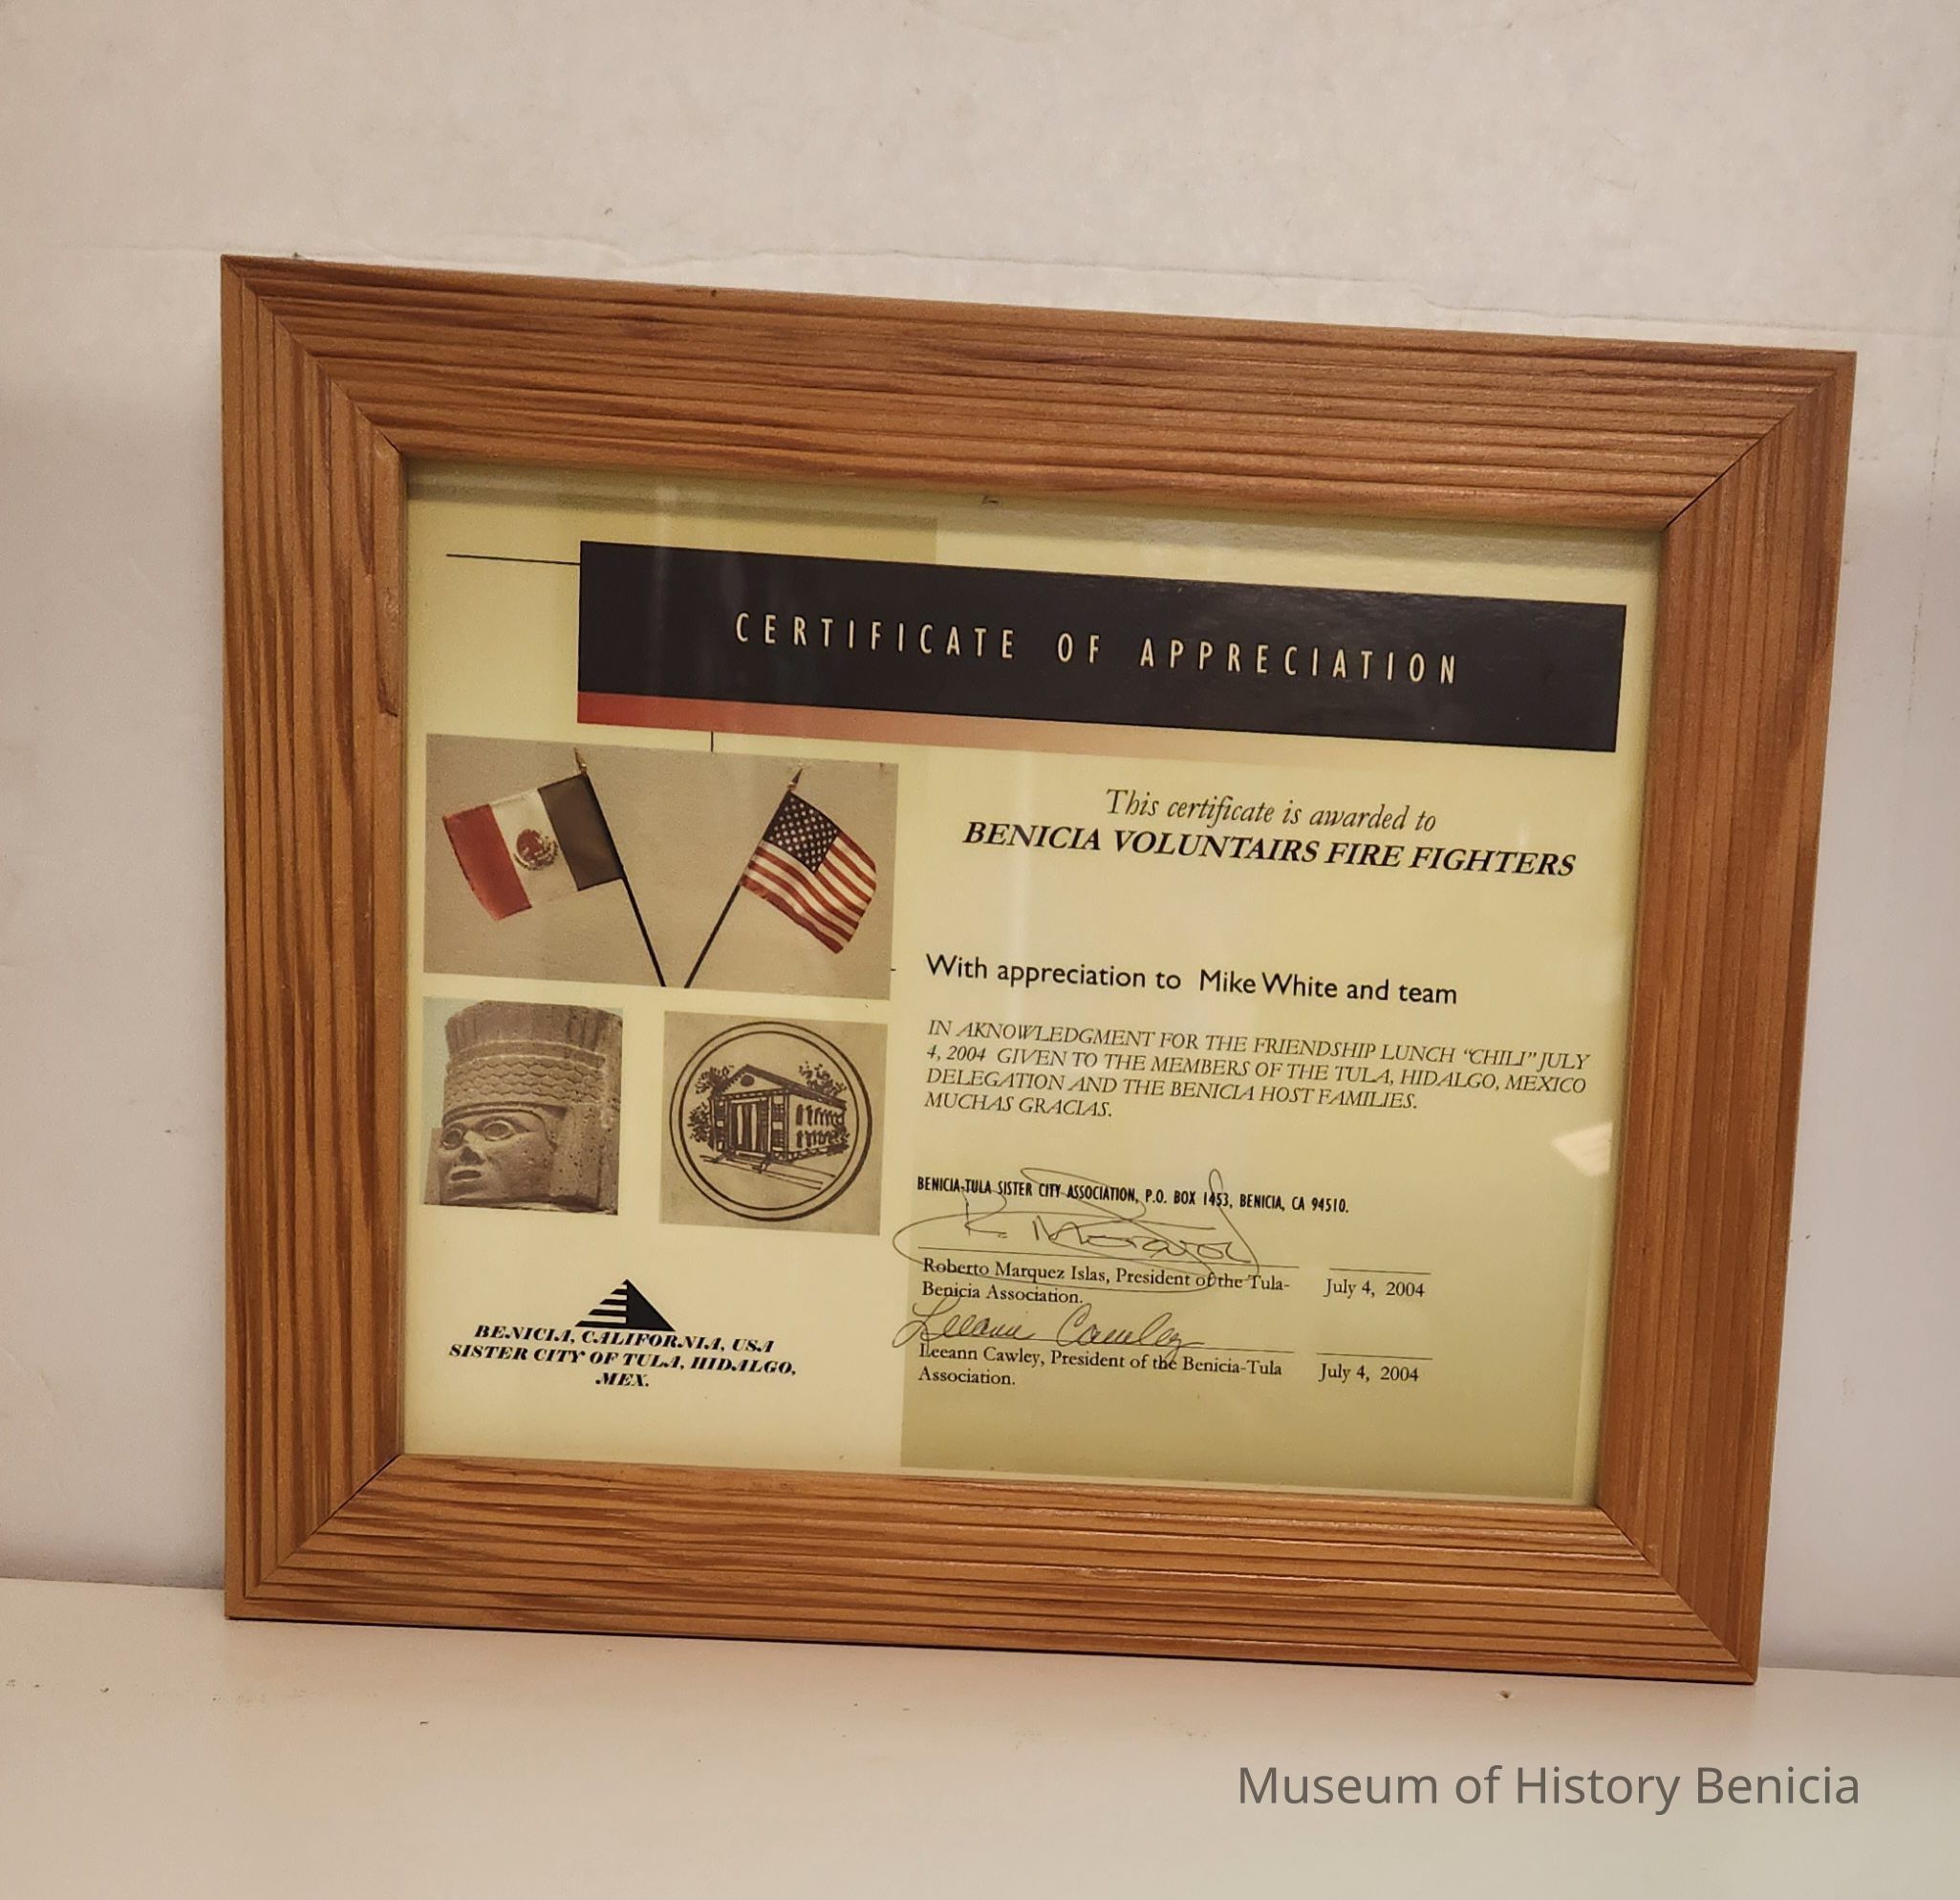 CERTIFICATE OF APPRECIATION
This certificate is awarded to
BENICIA VOLUNTAIRS FIRE FIGHTERS
With appreciation to Mike White and team
IN AKNOWLEDGMENT FOR THE FRIENDSHIP LUNCH "CHILI" JULY
4, 2004 GIVEN TO THE MEMBERS OF THE TULA, HIDALGO, MEXICO
DELEGATION AND THE BENICIA HOST FAMILIES.
MUCHAS GRACIAS.
BENICIA-TULA SISTER CITY ASSOCIATION, P.O. BOX 1453, BENICIA, CA 94510.
Roberto Marquez Islas, President of the Tula-
Benicia Association.
July 4, 2004
Leeann Cawley
Leeann Cawley, President of the Benicia-Tula
Association.
July 4, 2004
BENICIA, CALIFORNIA, USA
SISTER CITY OF TULA, HIDALGO,
MEX.
Museum of History Benicia